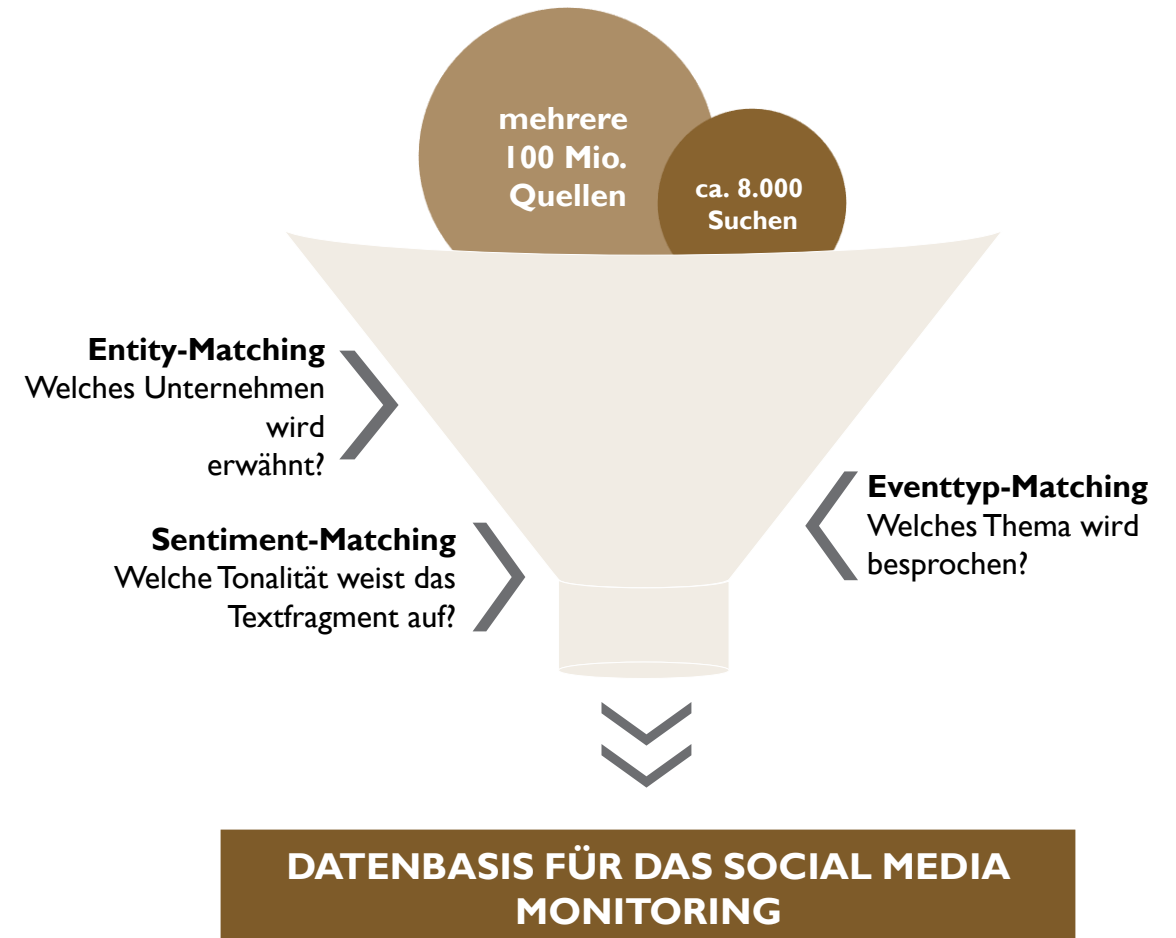 mehrere
100 Mio.
Quellen
ca. 8.000
Suchen
Entity-Matching
Welches Unternehmen
wird
erwähnt?
Eventtyp-Matching
Welches Thema wird
besprochen?
Sentiment-Matching
Welche Tonalität weist das
Textfragment auf?
DATENBASIS FÜR DAS SOCIAL MEDIA
MONITORING